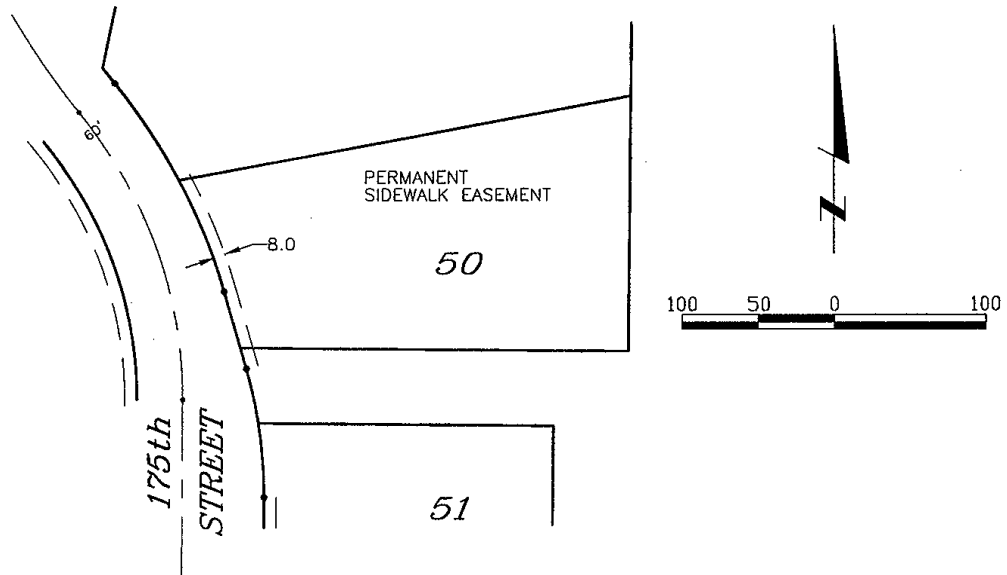 60'
PERMANENT
SIDEWALK EASEMENT
8.0
50
N
100 50 0 100
175th
STREET
51